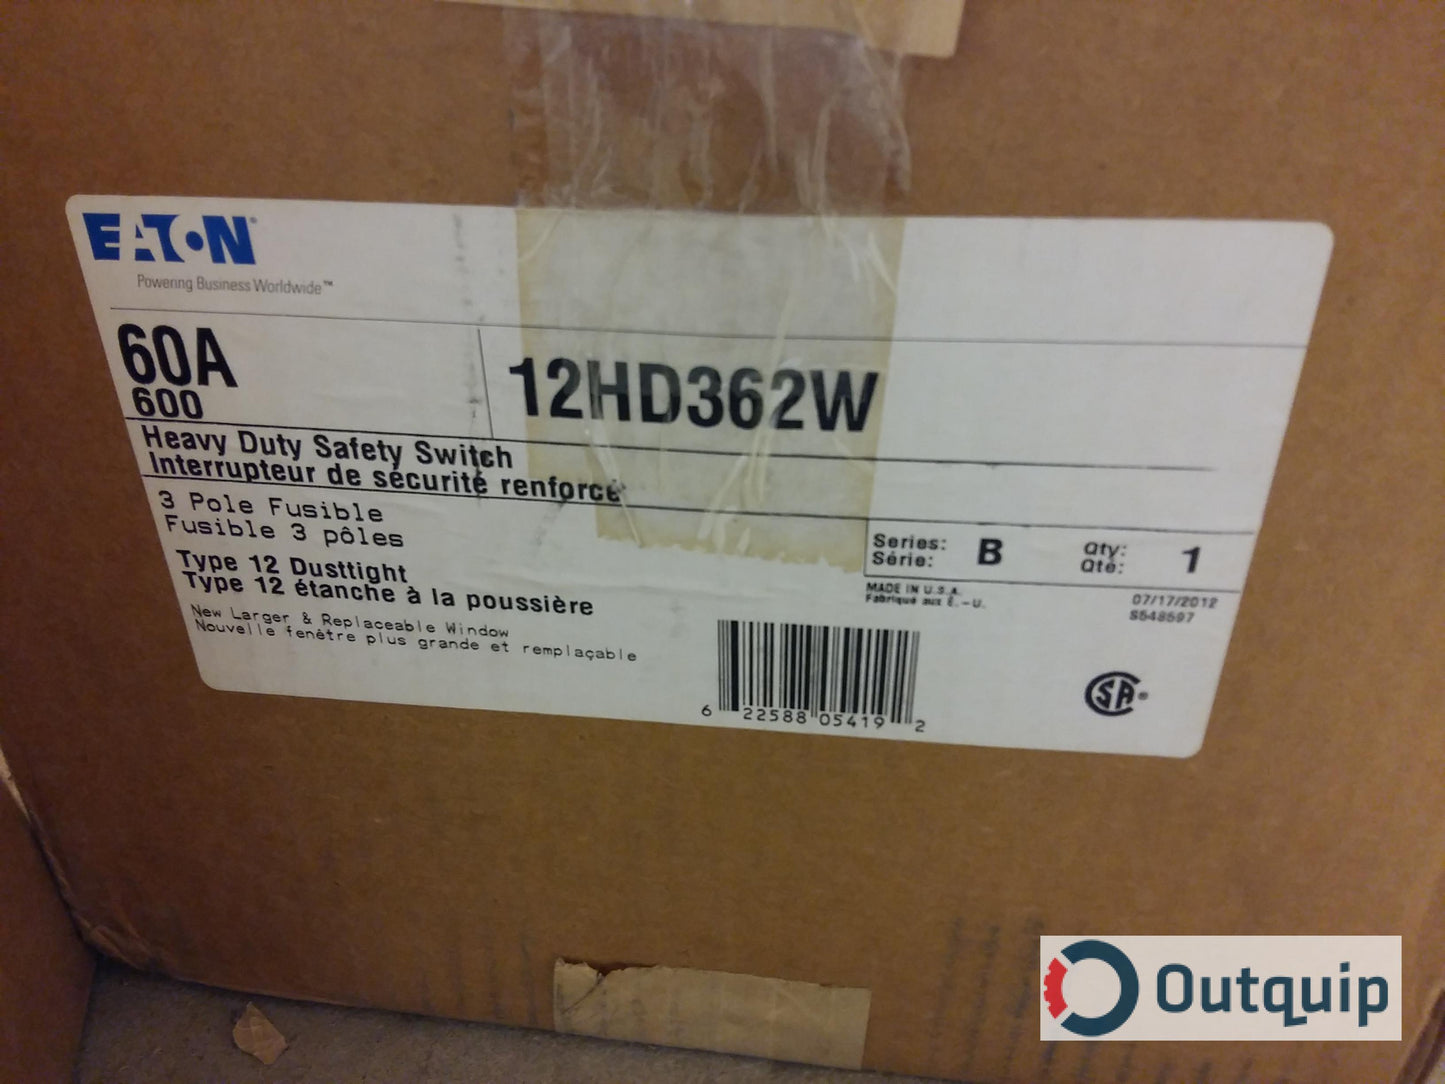 EATON®
Powering Business Worldwide™
60A
600
12HD362W
Heavy Duty Safety Switch
Interrupteur de sécurité renforcé
3 Pole Fusible
Fusible 3 pôles
Type 12 Dusttight
Type 12 étanche à la poussière
New Larger & Replaceable Window
Nouvelle fenêtre plus grande et remplaçable
Series: B Qty: 1
Série: Qté:
MADE IN U.S.A.
Fabriqué aux É.-U.
07/17/2012
S548597
6 22588 05419 2
CSA®
Outquip